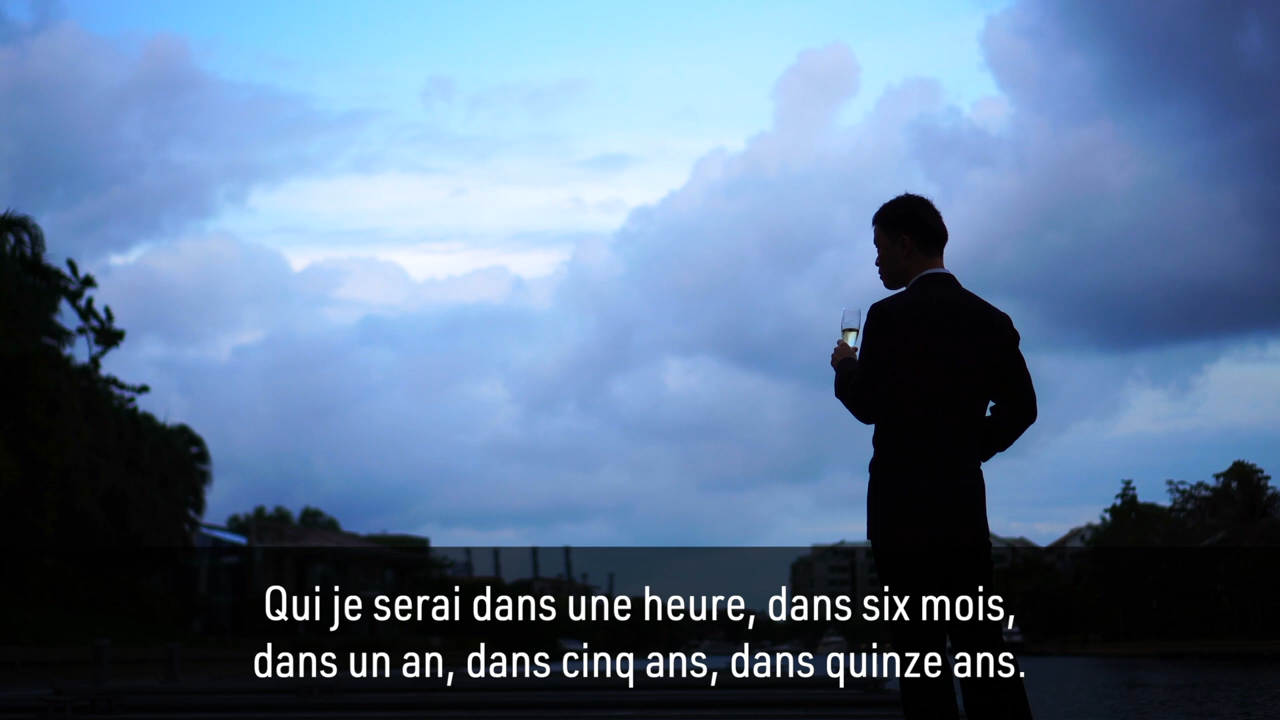 Qui je serai dans une heure, dans six mois,
dans un an, dans cinq ans, dans quinze ans.